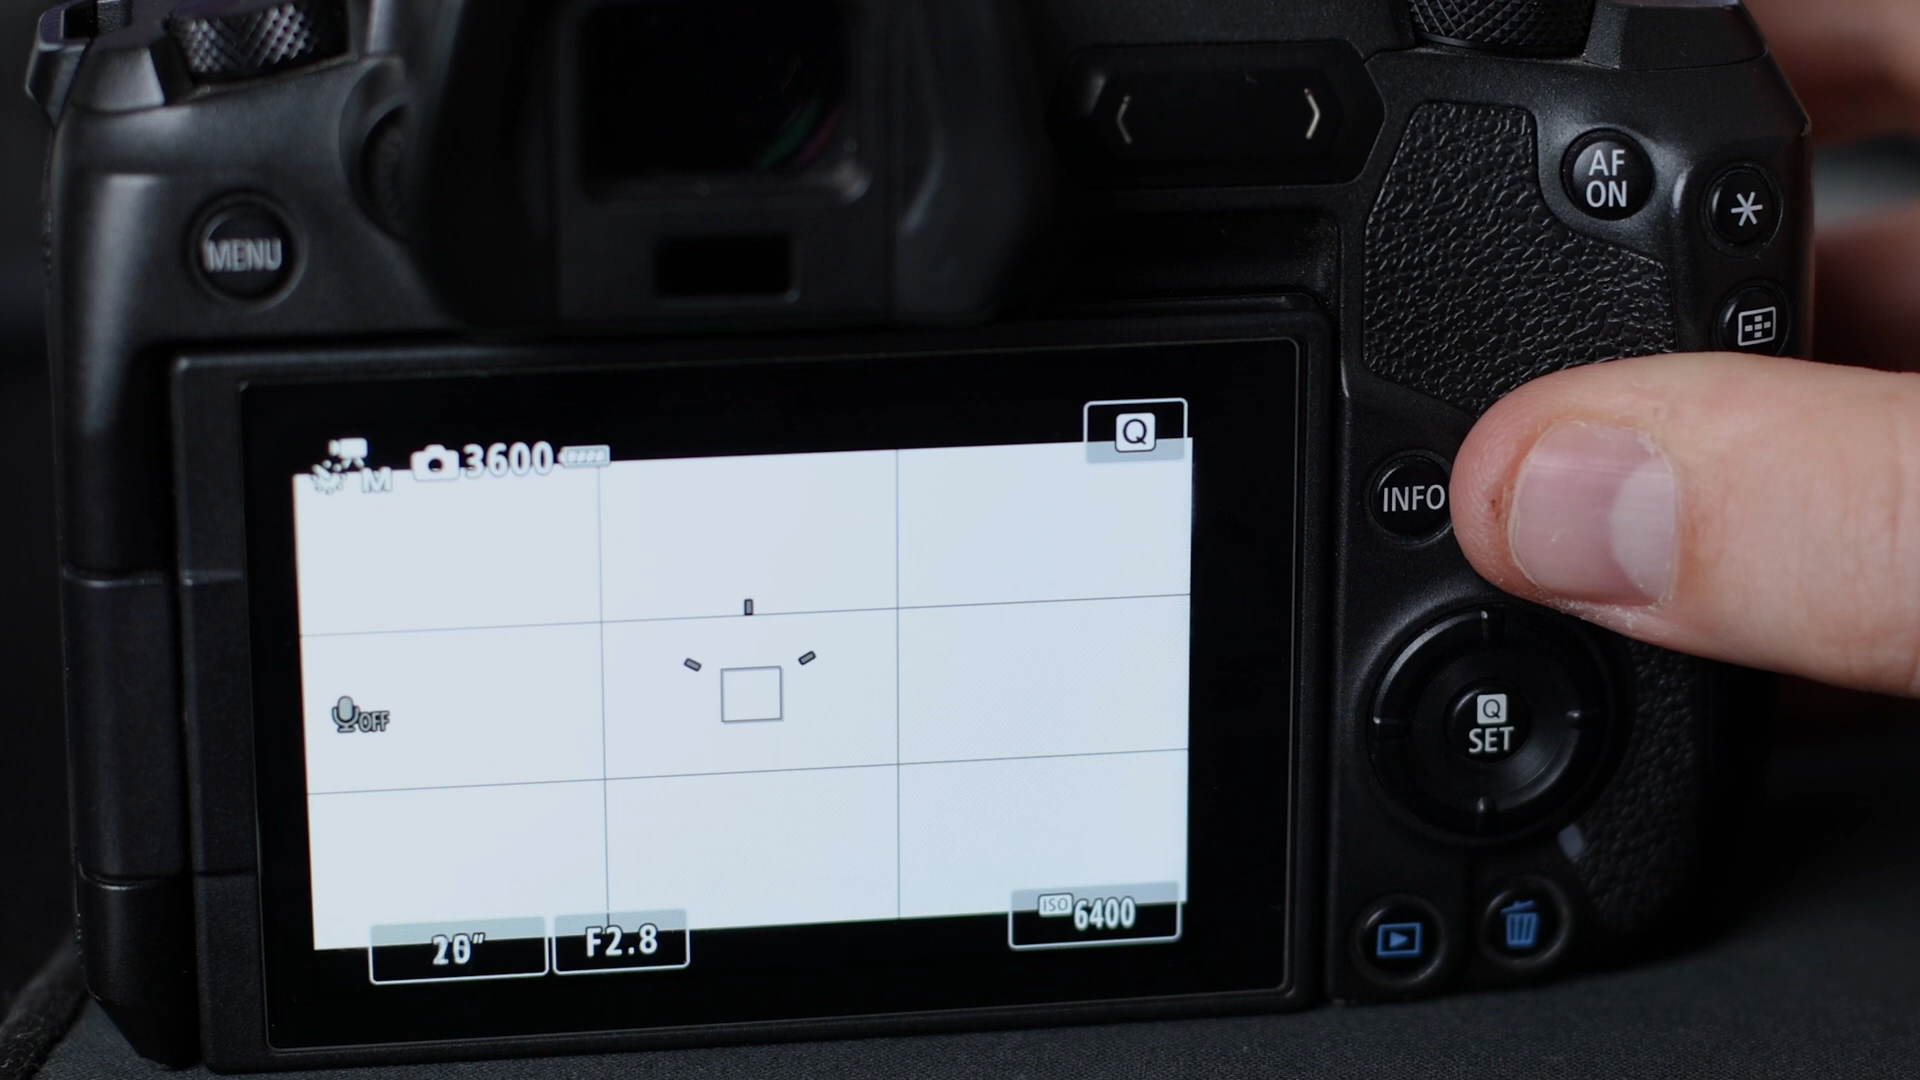 MENU
AF
ON
Q
M 3600
INFO
OFF
Q
SET
20" F2.8
ISO 6400